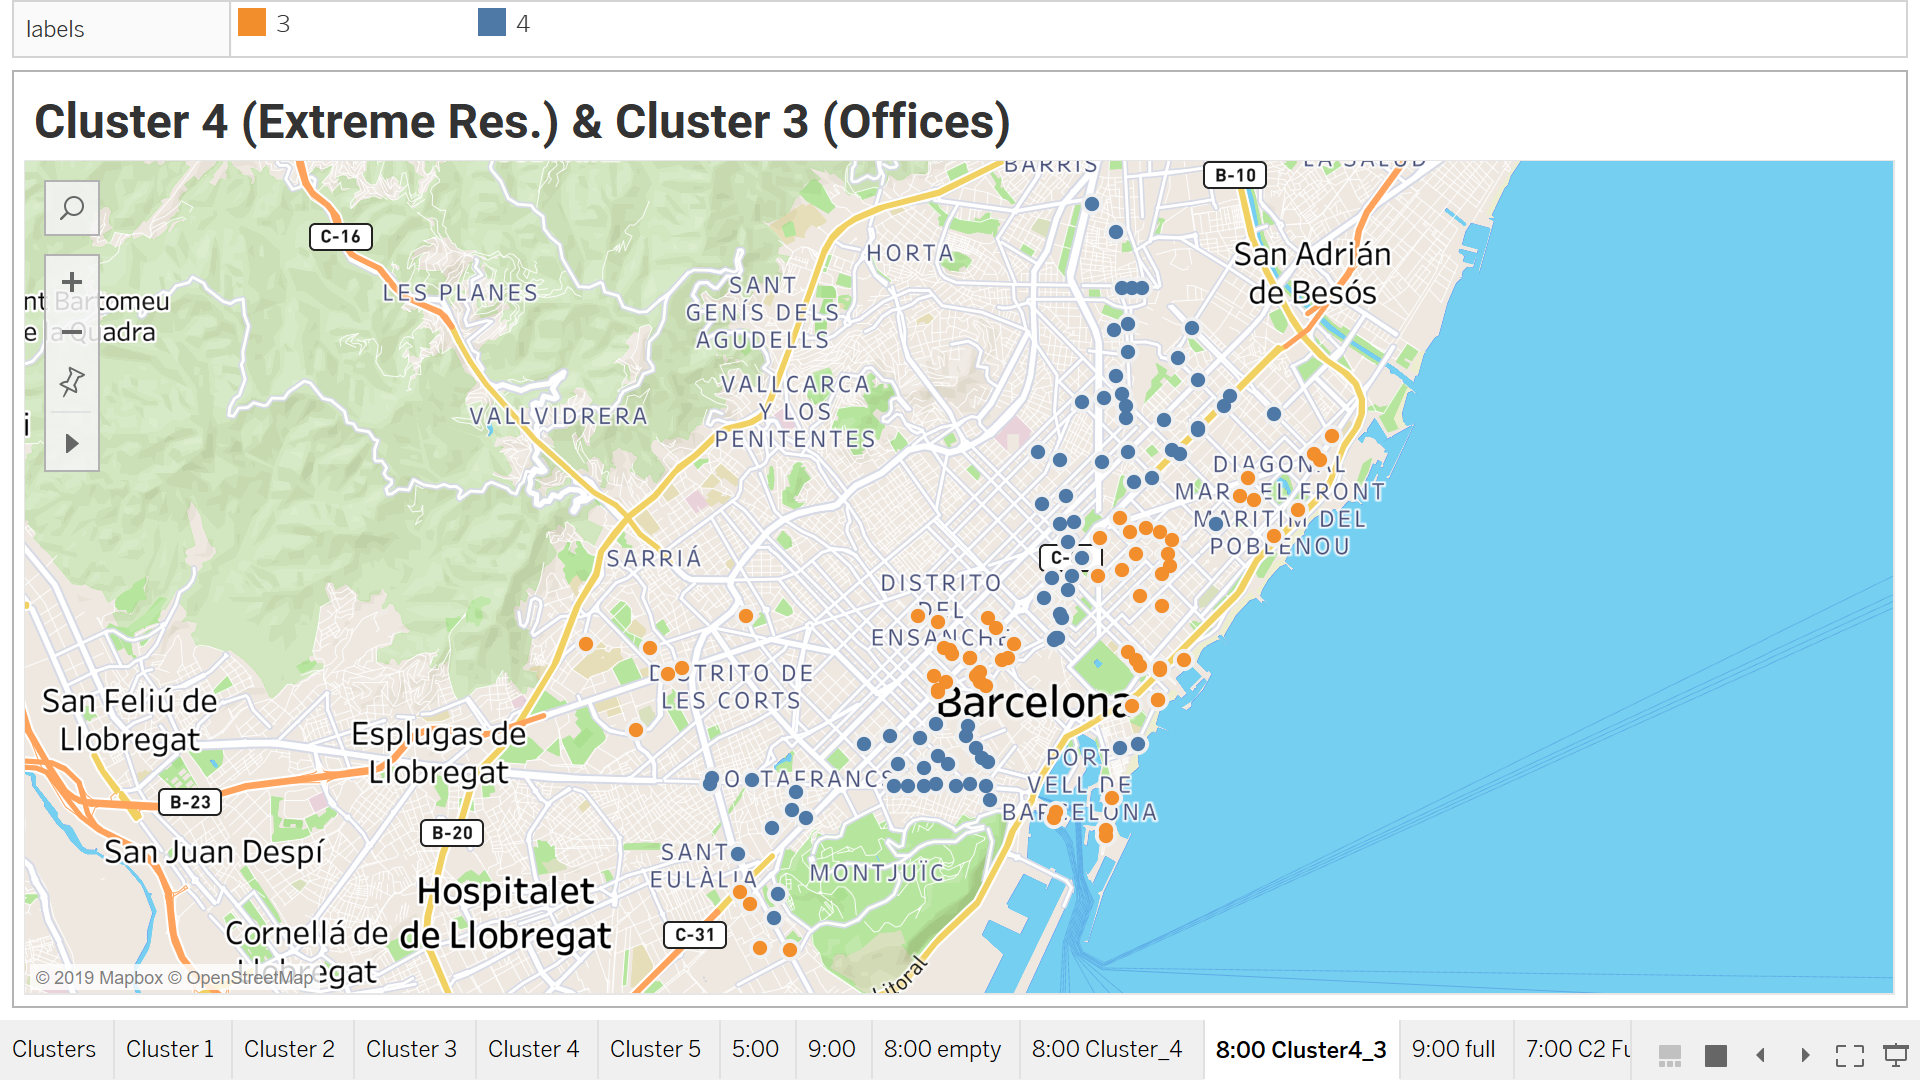 labels
3
4
Cluster 4 (Extreme Res.) & Cluster 3 (Offices)
BARRIS
LA SALUD
B-10
C-16
HORTA
San Adrián
de Besós
LES PLANES
SANT
GENÍS DELS
AGUDELLS
nt Bartomeu
e la Quadra
VALLCARCA
Y LOS
PENITENTES
VALLVIDRERA
i
DIAGONAL
MAR EL FRONT
MARITIM DEL
POBLENOU
SARRIÁ
C-
DISTRITO
DEL
ENSANCHE
DISTRITO DE
LES CORTS
San Feliú de
Llobregat
Barcelona
Esplugas de
Llobregat
PORT
VELL DE
BARCELONA
OSTAFRANCS
B-23
B-20
San Juan Despí
SANT
EULÀLIA
MONTJUÏC
Hospitalet
de Llobregat
Cornellá de
Llobregat
C-31
Litoral
© 2019 Mapbox © OpenStreetMap
Clusters
Cluster 1
Cluster 2
Cluster 3
Cluster 4
Cluster 5
5:00
9:00
8:00 empty
8:00 Cluster_4
8:00 Cluster4_3
9:00 full
7:00 C2 Fu